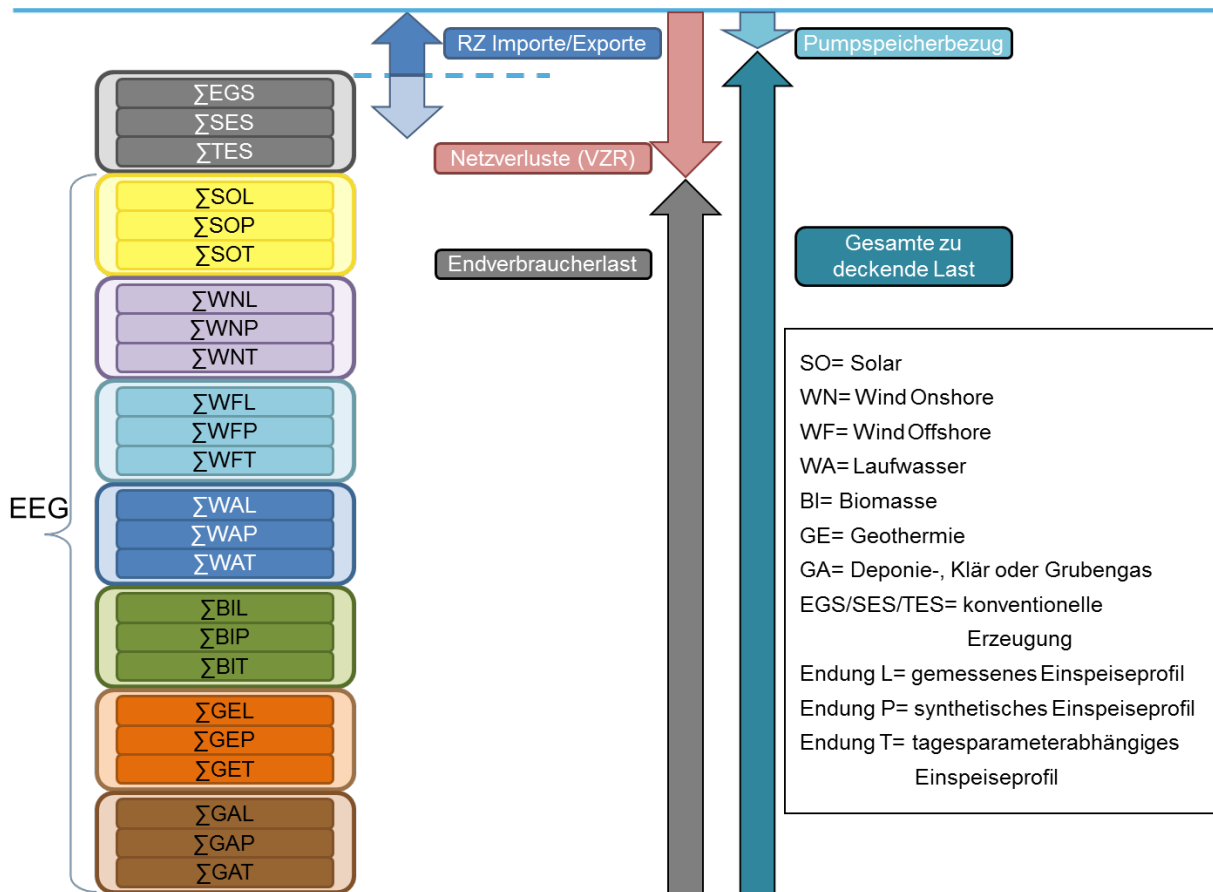 RZ Importe/Exporte
Pumpspeicherbezug
∑EGS
∑SES
∑TES
Netzverluste (VZR)
∑SOL
∑SOP
∑SOT
Endverbraucherlast
Gesamte zu
deckende Last
∑WNL
∑WNP
∑WNT
∑WFL
∑WFP
∑WFT
EEG
∑WAL
∑WAP
∑WAT
∑BIL
∑BIP
∑BIT
∑GEL
∑GEP
∑GET
∑GAL
∑GAP
∑GAT
SO= Solar
WN= Wind Onshore
WF= Wind Offshore
WA= Laufwasser
BI= Biomasse
GE= Geothermie
GA= Deponie-, Klär oder Grubengas
EGS/SES/TES= konventionelle
Erzeugung
Endung L= gemessenes Einspeiseprofil
Endung P= synthetisches Einspeiseprofil
Endung T= tagesparameterabhängiges
Einspeiseprofil